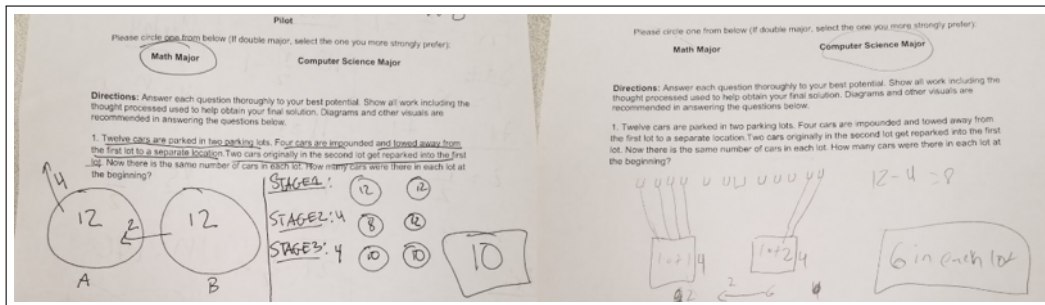 Pilot
Please circle one from below (If double major, select the one you more strongly prefer):
Math Major Computer Science Major
Directions: Answer each question thoroughly to your best potential. Show all work including the
thought processed used to help obtain your final solution. Diagrams and other visuals are
recommended in answering the questions below.
1. Twelve cars are parked in two parking lots. Four cars are impounded and towed away from
the first lot to a separate location. Two cars originally in the second lot get reparked into the first
lot. Now there is the same number of cars in each lot. How many cars were there in each lot at
the beginning?
4
12 2 12
A B
STAGE1: 12 12
STAGE2: 4 8 12
STAGE3: 4 10 10
10
Please circle one from below (If double major, select the one you more strongly prefer):
Math Major Computer Science Major
Directions: Answer each question thoroughly to your best potential. Show all work including the
thought processed used to help obtain your final solution. Diagrams and other visuals are
recommended in answering the questions below.
1. Twelve cars are parked in two parking lots. Four cars are impounded and towed away from
the first lot to a separate location. Two cars originally in the second lot get reparked into the first
lot. Now there is the same number of cars in each lot. How many cars were there in each lot at
the beginning?
12-4 =8
lot 1 4 lot 2 4
2 2 6
6 in each lot